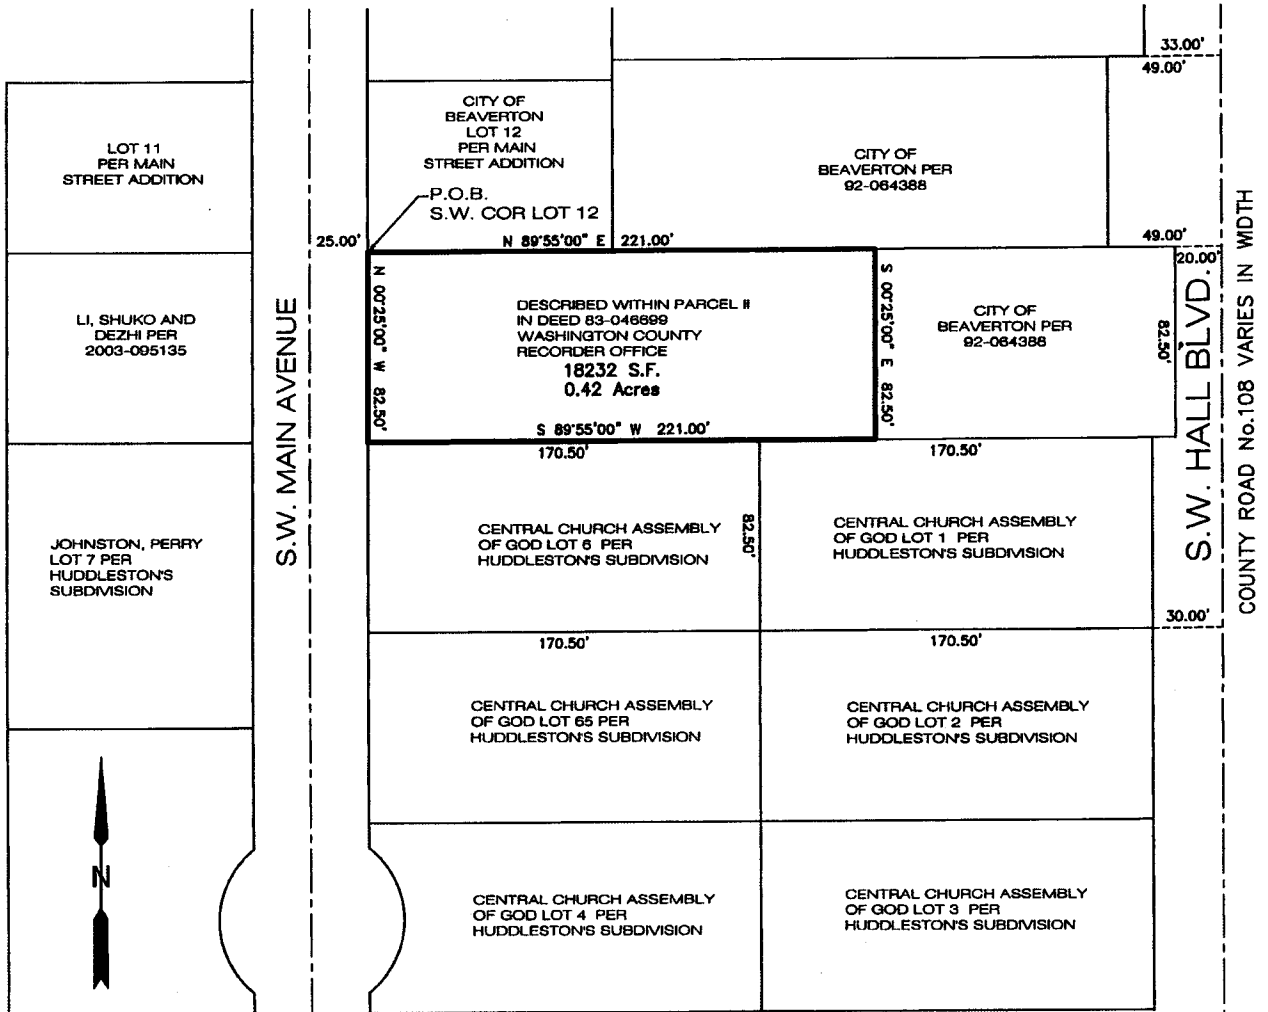 33.00'
49.00'
CITY OF
BEAVERTON
LOT 12
PER MAIN
STREET ADDITION
LOT 11
PER MAIN
STREET ADDITION
CITY OF
BEAVERTON PER
92-064388
P.O.B.
S.W. COR LOT 12
25.00'
N 89°55'00" E 221.00'
49.00'
20.00'
N 00°25'00" W 82.50'
S 00°25'00" E 82.50'
DESCRIBED WITHIN PARCEL II
IN DEED 83-046699
WASHINGTON COUNTY
RECORDER OFFICE
18232 S.F.
0.42 Acres
S 89°55'00" W 221.00'
CITY OF
BEAVERTON PER
92-064388
82.50'
LI, SHUKO AND
DEZHI PER
2003-095135
S.W. MAIN AVENUE
S.W. HALL BLVD.
COUNTY ROAD No.108 VARIES IN WIDTH
170.50'
170.50'
JOHNSTON, PERRY
LOT 7 PER
HUDDLESTON'S
SUBDIVISION
CENTRAL CHURCH ASSEMBLY
OF GOD LOT 6 PER
HUDDLESTON'S SUBDIVISION
82.50'
CENTRAL CHURCH ASSEMBLY
OF GOD LOT 1 PER
HUDDLESTON'S SUBDIVISION
30.00'
170.50'
170.50'
CENTRAL CHURCH ASSEMBLY
OF GOD LOT 65 PER
HUDDLESTON'S SUBDIVISION
CENTRAL CHURCH ASSEMBLY
OF GOD LOT 2 PER
HUDDLESTON'S SUBDIVISION
N
CENTRAL CHURCH ASSEMBLY
OF GOD LOT 4 PER
HUDDLESTON'S SUBDIVISION
CENTRAL CHURCH ASSEMBLY
OF GOD LOT 3 PER
HUDDLESTON'S SUBDIVISION